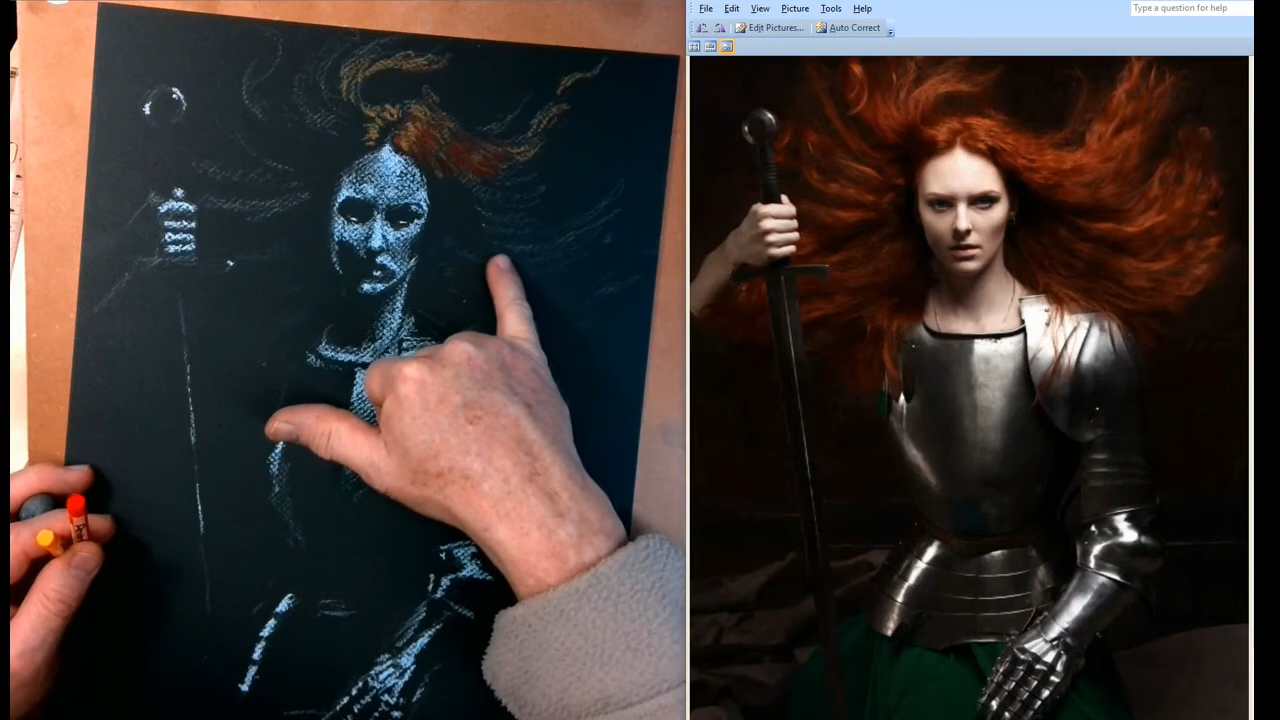 File Edit View Picture Tools Help
Type a question for help
Edit Pictures... Auto Correct